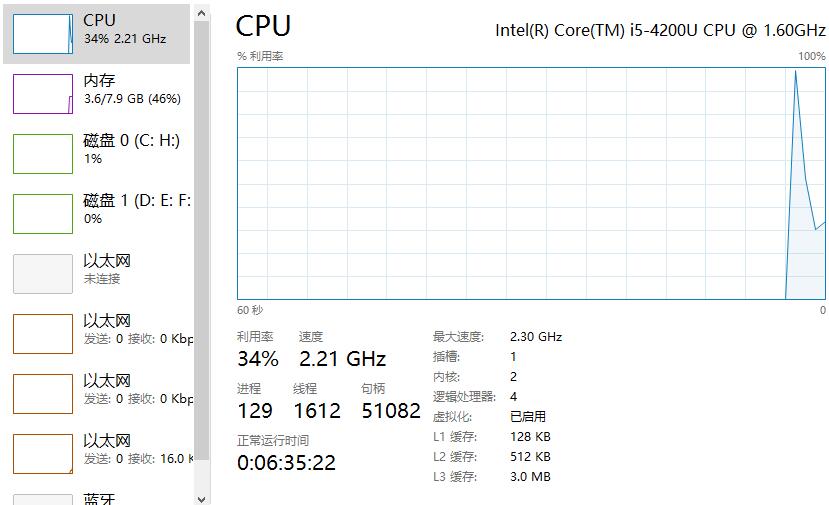 CPU
34% 2.21 GHz
内存
3.6/7.9 GB (46%)
磁盘 0 (C: H:)
1%
磁盘 1 (D: E: F:
0%
以太网
未连接
以太网
发送: 0 接收: 0 Kbp
以太网
发送: 0 接收: 0 Kbp
以太网
发送: 0 接收: 16.0 K
蓝牙
CPU
Intel(R) Core(TM) i5-4200U CPU @ 1.60GHz
% 利用率 100%
60 秒 0
利用率 速度
34% 2.21 GHz
进程 线程 句柄
129 1612 51082
正常运行时间
0:06:35:22
最大速度: 2.30 GHz
插槽: 1
内核: 2
逻辑处理器: 4
虚拟化: 已启用
L1 缓存: 128 KB
L2 缓存: 512 KB
L3 缓存: 3.0 MB